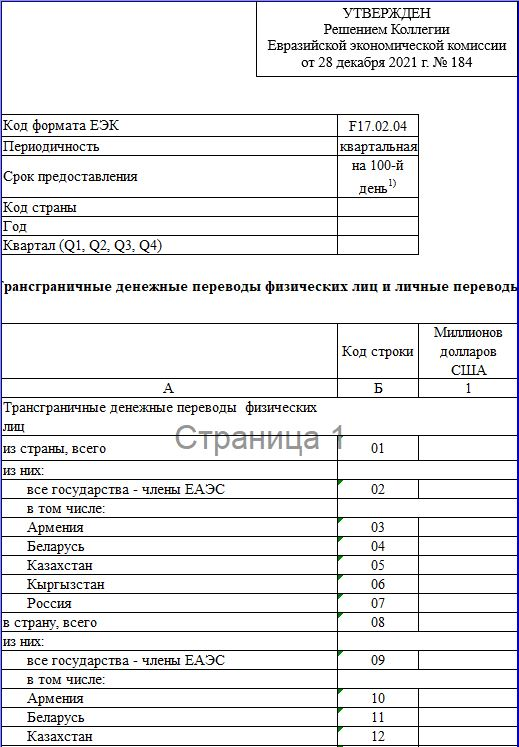 УТВЕРЖДЕН
Решением Коллегии
Евразийской экономической комиссии
от 28 декабря 2021 г. № 184
Код формата ЕЭК F17.02.04
Периодичность квартальная
Срок предоставления на 100-й
день1)
Код страны
Год
Квартал (Q1, Q2, Q3, Q4)
Трансграничные денежные переводы физических лиц и личные переводы
Код строки Миллионов
долларов
США
А Б 1
Трансграничные денежные переводы физических
лиц
Страница 1
из страны, всего 01
из них:
все государства - члены ЕАЭС 02
в том числе:
Армения 03
Беларусь 04
Казахстан 05
Кыргызстан 06
Россия 07
в страну, всего 08
из них:
все государства - члены ЕАЭС 09
в том числе:
Армения 10
Беларусь 11
Казахстан 12